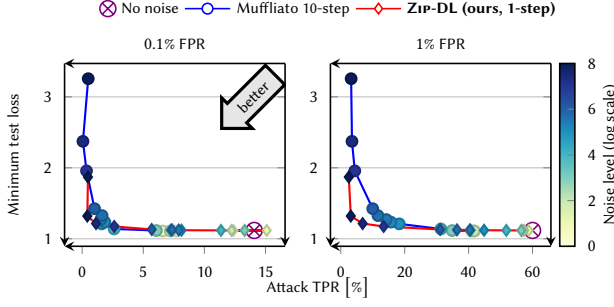 No noise Muffliato 10-step ZIP-DL (ours, 1-step)
0.1% FPR 1% FPR
better
Minimum test loss
3
2
1
0 5 10 15
0 20 40 60
Attack TPR [%]
8
6
4
2
0
Noise level (log scale)